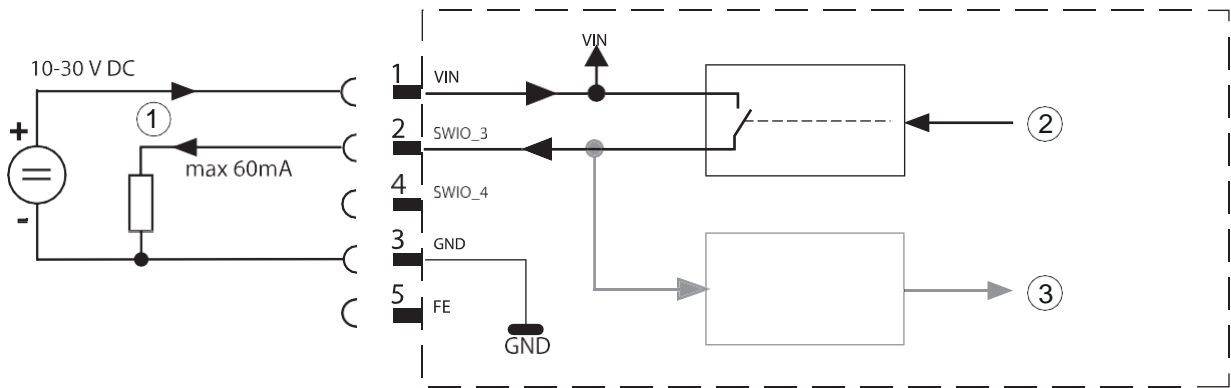 10-30 V DC
VIN
1 VIN
①
2 SWIO_3
②
max 60mA
+
-
4 SWIO_4
3 GND
5 FE
③
GND